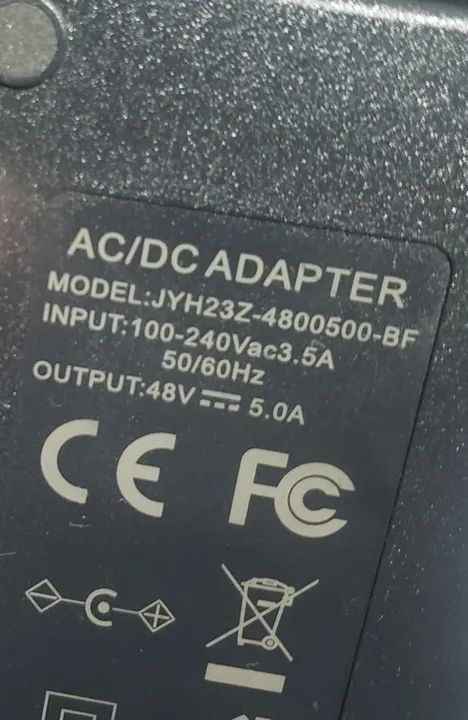 AC/DC ADAPTER
MODEL:JYH23Z-4800500-BF
INPUT:100-240Vac3.5A
50/60Hz
OUTPUT:48V⎓5.0A
CE FC